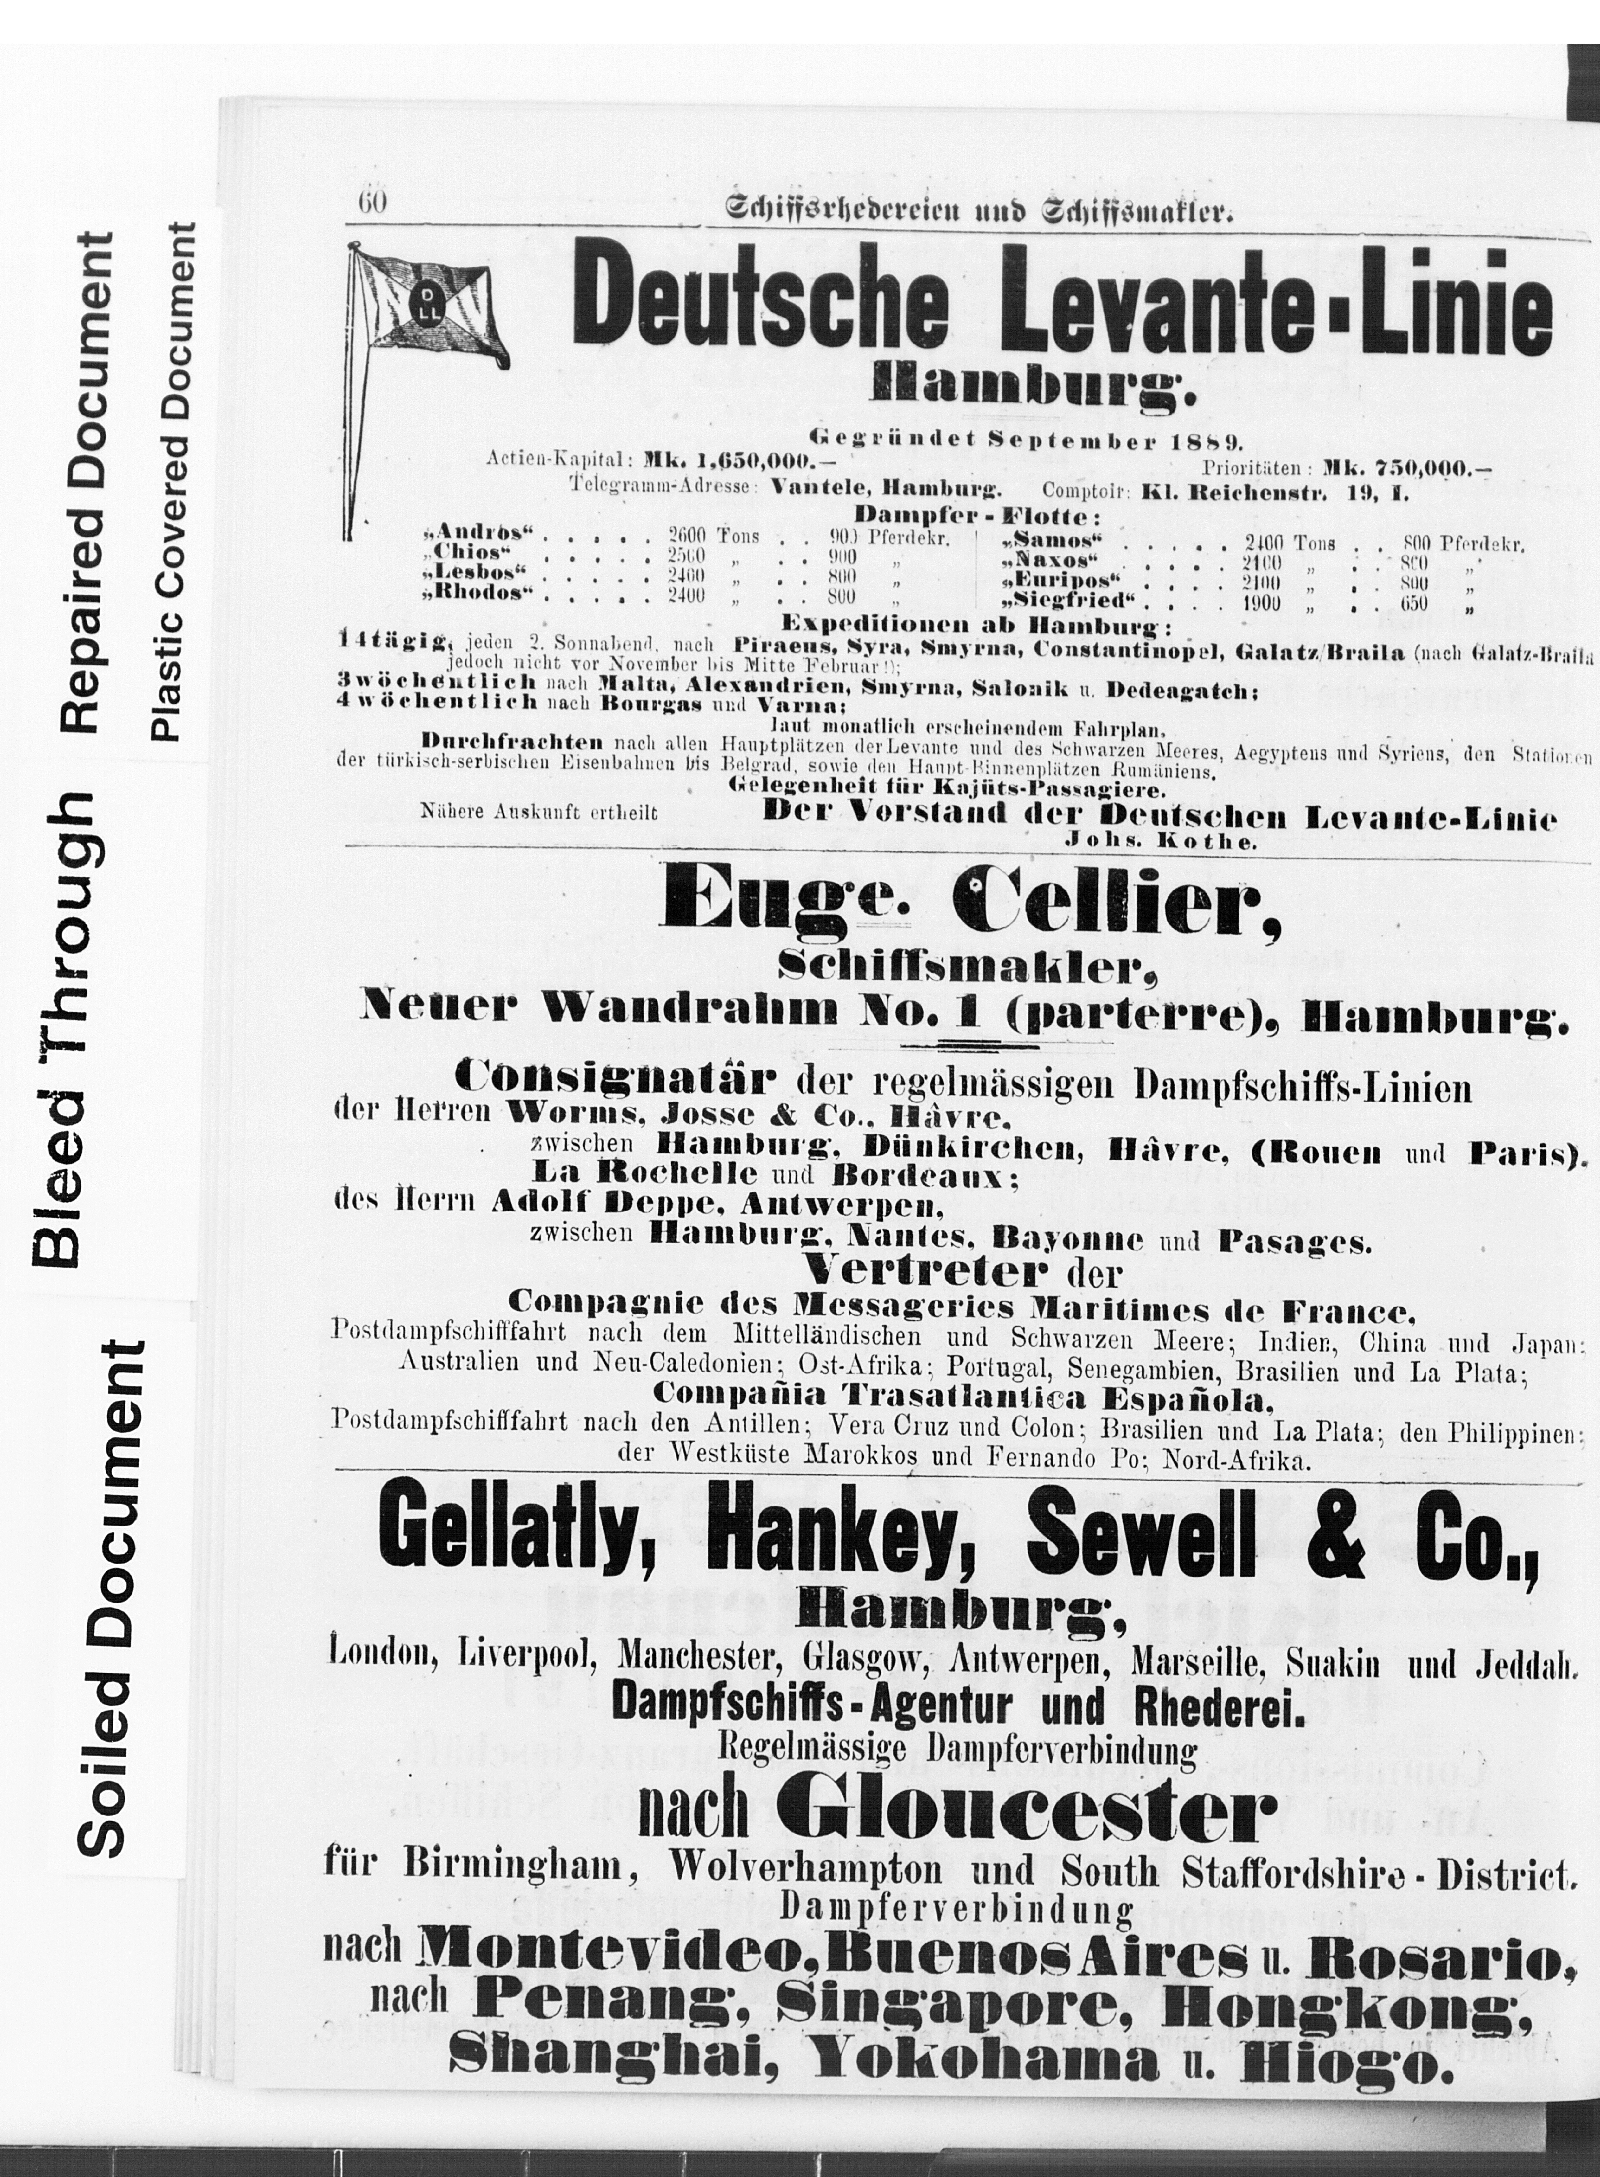 60
Schiffsrhedereien und Schiffsmakler.
D
LL
Deutsche Levante-Linie
Hamburg.
Gegründet September 1889.
Actien-Kapital: Mk. 1,650,000.—
Prioritäten: Mk. 750,000.—
Telegramm-Adresse: Vantele, Hamburg. Comptoir: Kl. Reichenstr. 19, I.
Dampfer-Flotte:
„Andros“ . . . . . 2600 Tons . . 900 Pferdekr.
„Chios“ . . . . . . 2500 „ . . 900 „
„Lesbos“ . . . . . 2400 „ . . 800 „
„Rhodos“ . . . . . 2400 „ . . 800 „
„Samos“ . . . . . 2400 Tons . . 800 Pferdekr.
„Naxos“ . . . . . 2100 „ . . 800 „
„Euripos“ . . . . . 2100 „ . . 800 „
„Siegfried“ . . . . 1900 „ . . 650 „
Expeditionen ab Hamburg:
14tägig, jeden 2. Sonnabend, nach Piraeus, Syra, Smyrna, Constantinopel, Galatz/Braila (nach Galatz-Braila
jedoch nicht vor November bis Mitte Februar!);
3wöchentlich nach Malta, Alexandrien, Smyrna, Salonik u. Dedeagatch;
4wöchentlich nach Bourgas und Varna;
laut monatlich erscheinendem Fahrplan.
Durchfrachten nach allen Hauptplätzen der Levante und des Schwarzen Meeres, Aegyptens und Syriens, den Stationen
der türkisch-serbischen Eisenbahnen bis Belgrad, sowie den Haupt-Binnenplätzen Rumäniens.
Gelegenheit für Kajüts-Passagiere.
Nähere Auskunft ertheilt Der Vorstand der Deutschen Levante-Linie
Johs. Kothe.
Euge. Cellier,
Schiffsmakler,
Neuer Wandrahm No. 1 (parterre), Hamburg.
Consignatär der regelmässigen Dampfschiffs-Linien
der Herren Worms, Josse & Co., Hâvre,
zwischen Hamburg, Dünkirchen, Hâvre, (Rouen und Paris),
La Rochelle und Bordeaux;
des Herrn Adolf Deppe, Antwerpen,
zwischen Hamburg, Nantes, Bayonne und Pasages.
Vertreter der
Compagnie des Messageries Maritimes de France,
Postdampfschifffahrt nach dem Mittelländischen und Schwarzen Meere; Indien, China und Japan;
Australien und Neu-Caledonien; Ost-Afrika; Portugal, Senegambien, Brasilien und La Plata;
Compañia Trasatlantica Española,
Postdampfschifffahrt nach den Antillen; Vera Cruz und Colon; Brasilien und La Plata; den Philippinen;
der Westküste Marokkos und Fernando Po; Nord-Afrika.
Gellatly, Hankey, Sewell & Co.,
Hamburg,
London, Liverpool, Manchester, Glasgow, Antwerpen, Marseille, Suakin und Jeddah.
Dampfschiffs-Agentur und Rhederei.
Regelmässige Dampferverbindung
nach Gloucester
für Birmingham, Wolverhampton und South Staffordshire-District.
Dampferverbindung
nach Montevideo, Buenos Aires u. Rosario,
nach Penang, Singapore, Hongkong,
Shanghai, Yokohama u. Hiogo.
Repaired Document
Plastic Covered Document
Bleed Through
Soiled Document